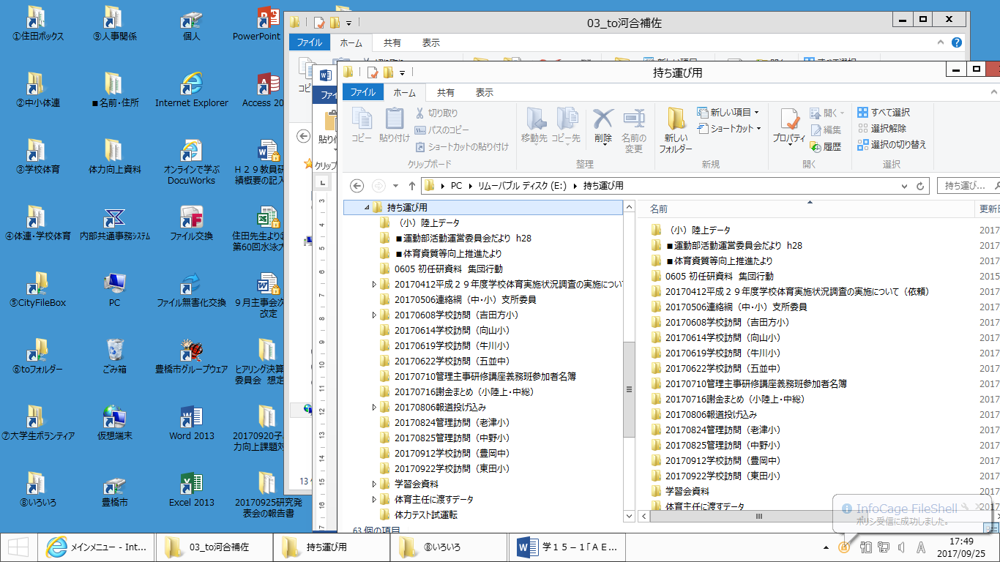 ①住田ボックス
⑨人事関係
個人
PowerPoint
②中小体連
■名前・住所
Internet Explorer
Access 20
③学校体育
体力向上資料
オンラインで学ぶ
DocuWorks
Ｈ２９教員研
績概要の記入
④体連・学校体育
内部共通事務ｼｽﾃﾑ
ファイル交換
住田先生より
第60回水泳大
⑤CityFileBox
PC
ファイル無害化交換
９月主事会次
改定
⑥toフォルダー
ごみ箱
豊橋市グループウェア
ヒアリング決算
委員会　想定
⑦大学生ボランティア
仮想端末
Word 2013
20170920子
力向上課題対
⑧いろいろ
豊橋市
Excel 2013
20170925研究発
表会の報告書
03_to河合補佐
ファイル
ホーム
共有
表示
コピ
切り取り
新しい項目
開く
すべて選択
13
ファイ
貼り付
クリップ
3
4
5
6
7
8
9
10
11
12
13
14
15
16
17
持ち運び用
ファイル
ホーム
共有
表示
コピー
貼り付け
切り取り
パスのコピー
ショートカットの貼り付け
クリップボード
移動先
コピー先
削除
名前の
変更
整理
新しい
フォルダー
新しい項目
ショートカット
新規
プロパティ
開く
編集
履歴
開く
すべて選択
選択解除
選択の切り替え
選択
PC
リムーバブル ディスク (E:)
持ち運び用
持ち運び...
持ち運び用
（小）陸上データ
■運動部活動運営委員会だより　h28
■体育資質等向上推進たより
0605 初任研資料　集団行動
20170412平成２９年度学校体育実施状況調査の実施につい
20170506連絡網（中・小）支所委員
20170608学校訪問（吉田方小）
20170614学校訪問（向山小）
20170619学校訪問（牛川小）
20170622学校訪問（五並中）
20170710管理主事研修講座義務班参加者名簿
20170716謝金まとめ（小陸上・中総）
20170806報道投げ込み
20170824管理訪問（老津小）
20170825管理訪問（中野小）
20170912学校訪問（豊岡中）
20170922学校訪問（東田小）
学習会資料
体育主任に渡すデータ
体力テスト試運転
63 個の項目
名前
更新日
（小）陸上データ
2017
■運動部活動運営委員会だより　h28
2017
■体育資質等向上推進たより
2017
0605 初任研資料　集団行動
2015
20170412平成２９年度学校体育実施状況調査の実施について（依頼）
2017
20170506連絡網（中・小）支所委員
2017
20170608学校訪問（吉田方小）
2017
20170614学校訪問（向山小）
2017
20170619学校訪問（牛川小）
2017
20170622学校訪問（五並中）
2017
20170710管理主事研修講座義務班参加者名簿
2017
20170716謝金まとめ（小陸上・中総）
2017
20170806報道投げ込み
2017
20170824管理訪問（老津小）
2017
20170825管理訪問（中野小）
2017
20170912学校訪問（豊岡中）
2017
20170922学校訪問（東田小）
2017
学習会資料
2017
体育主任に渡すデータ
InfoCage FileShell
ポリシ受信に成功しました。
メインメニュー - Int...
03_to河合補佐
持ち運び用
⑧いろいろ
学１５－１「ＡＥ...
A
17:49
2017/09/25